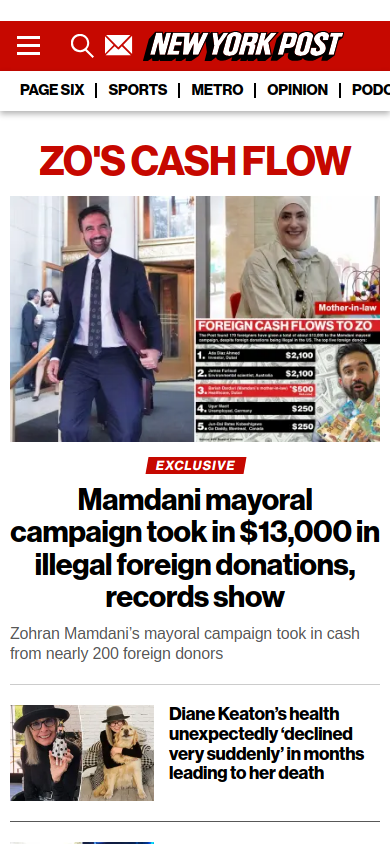 NEW YORK POST
PAGE SIX | SPORTS | METRO | OPINION | PODC
ZO'S CASH FLOW
Mother-in-law
FOREIGN CASH FLOWS TO ZO
1. Ada Diaz Ahmed
$2,100
2.
$2,100
3.
$500
4.
$250
5.
$250
EXCLUSIVE
Mamdani mayoral
campaign took in $13,000 in
illegal foreign donations,
records show
Zohran Mamdani’s mayoral campaign took in cash
from nearly 200 foreign donors
Diane Keaton’s health
unexpectedly ‘declined
very suddenly’ in months
leading to her death